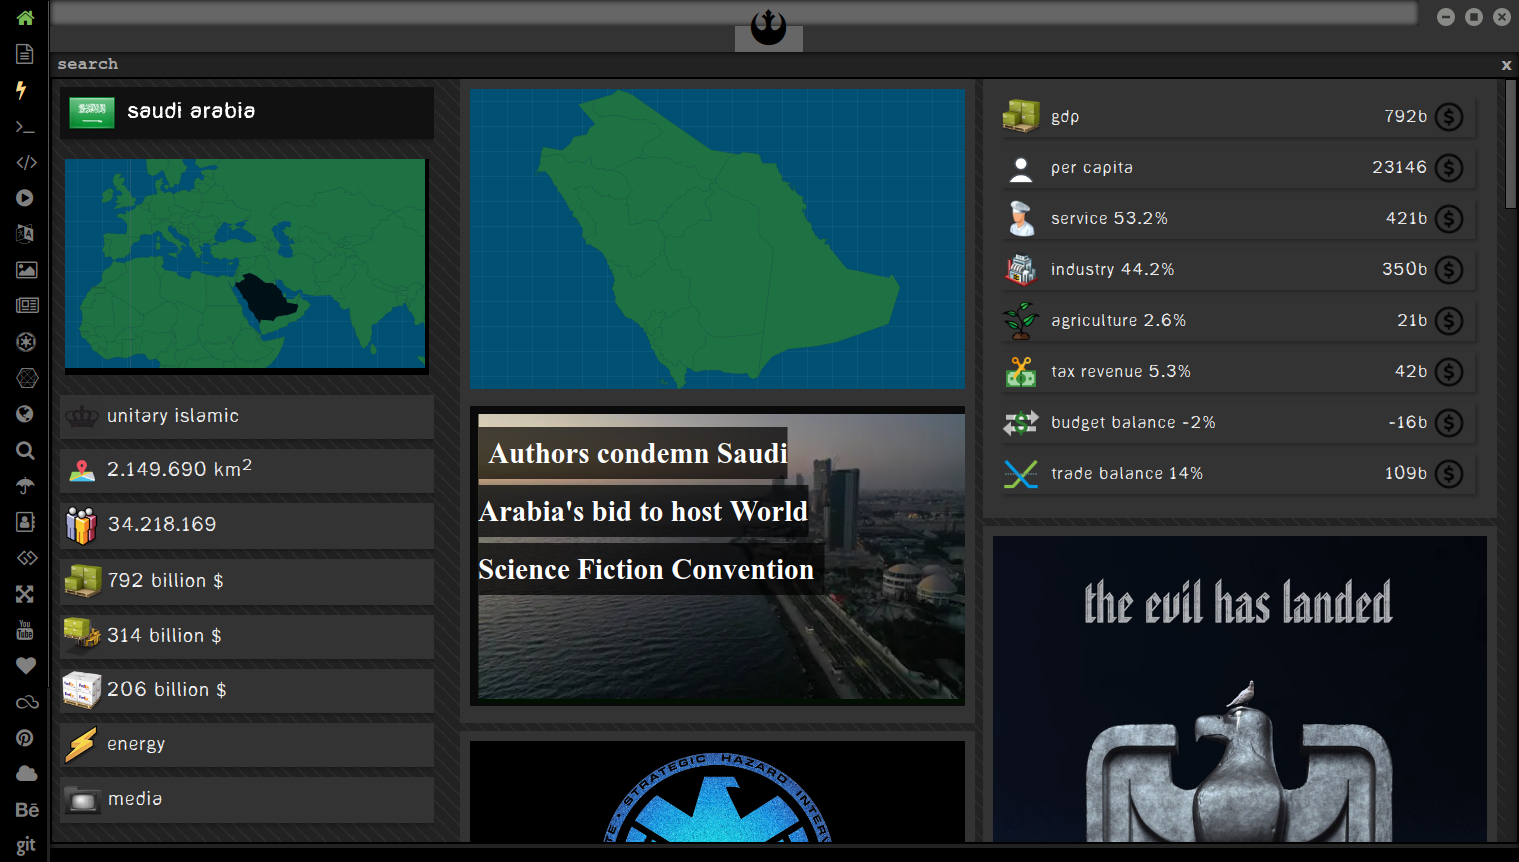 search
x
saudi arabia
unitary islamic
2.149.690 km²
34.218.169
792 billion $
314 billion $
206 billion $
energy
media
Authors condemn Saudi
Arabia's bid to host World
Science Fiction Convention
STRATEGIC HAZARD INTERV
gdp 792b
per capita 23146
service 53.2% 421b
industry 44.2% 350b
agriculture 2.6% 21b
tax revenue 5.3% 42b
budget balance -2% -16b
trade balance 14% 109b
the evil has landed
You
Tube
Bē
git